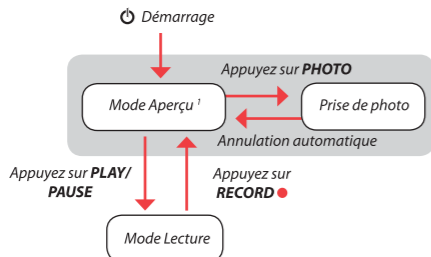 Démarrage
Appuyez sur PHOTO
Mode Aperçu 1
Prise de photo
Annulation automatique
Appuyez sur PLAY/
PAUSE
Appuyez sur
RECORD
Mode Lecture